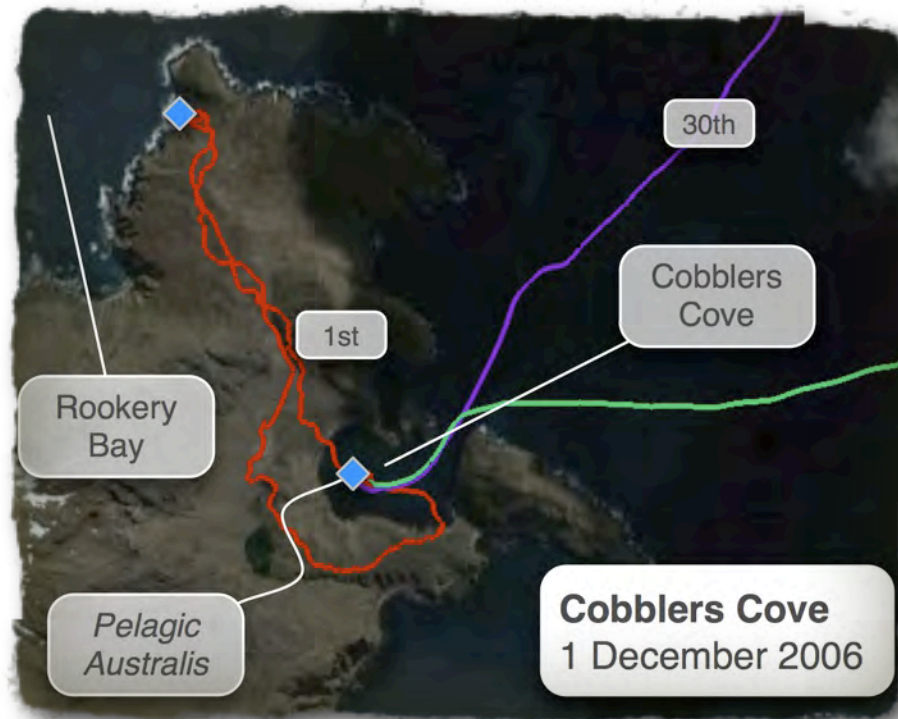 30th
Cobblers
Cove
1st
Rookery
Bay
Pelagic
Australis
Cobblers Cove
1 December 2006